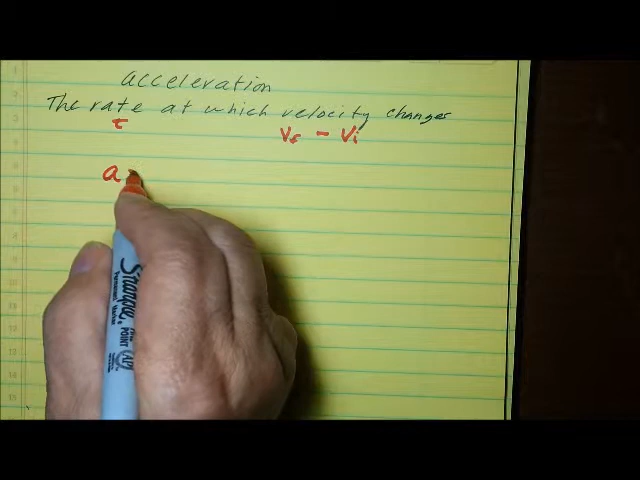 acceleration
The rate at which velocity changes
t Vf - Vi
a
Sharpie